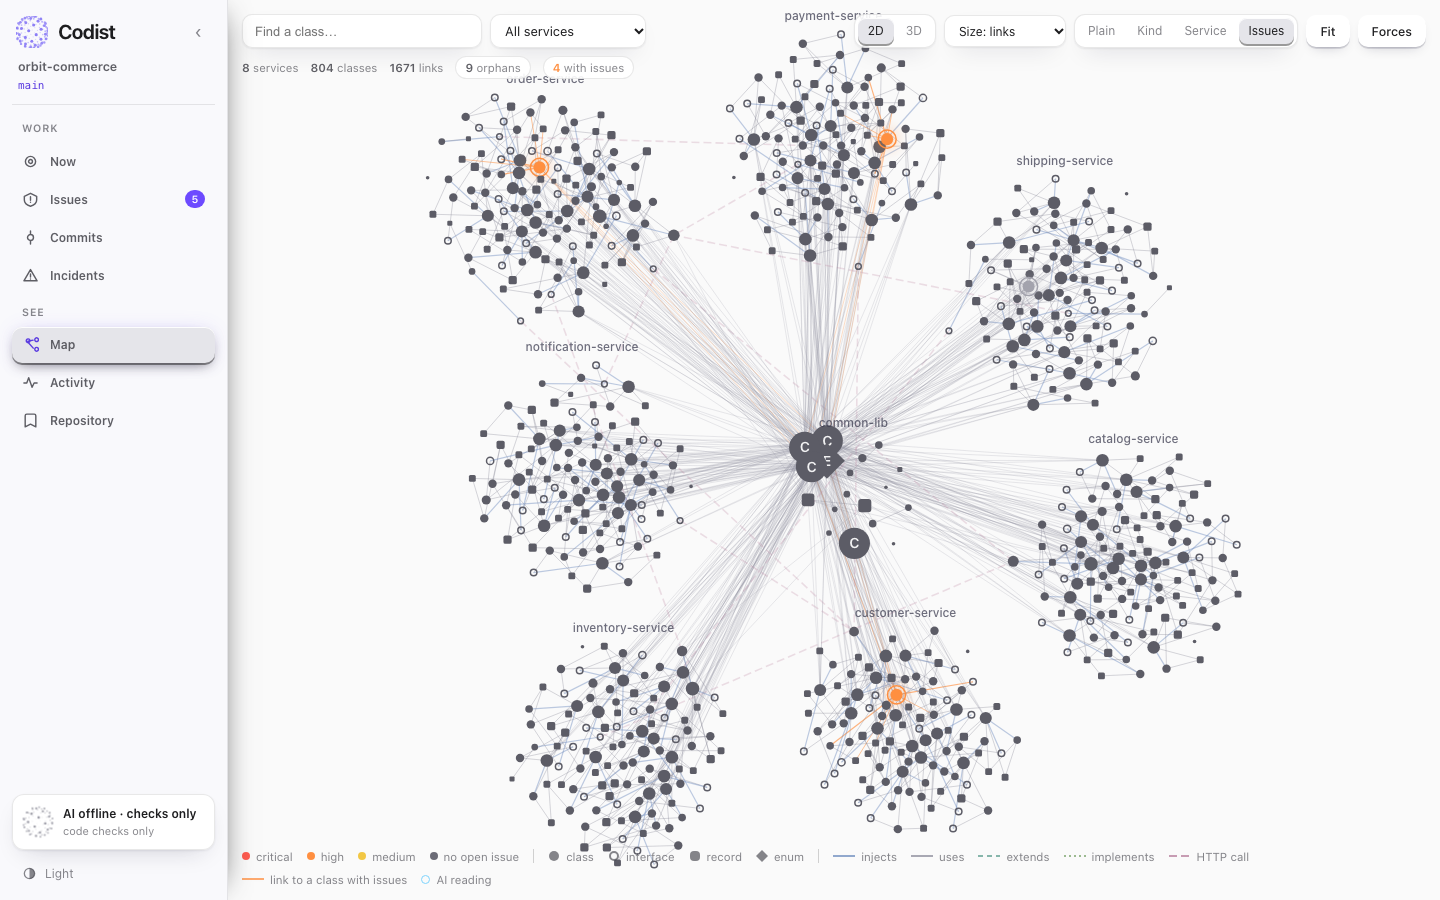 Codist
orbit-commerce
main
WORK
Now
Issues 5
Commits
Incidents
SEE
Map
Activity
Repository
AI offline · checks only
code checks only
Light
Find a class...
All services
2D 3D
Size: links
Plain Kind Service Issues
Fit
Forces
8 services 804 classes 1671 links 9 orphans 4 with issues
payment-service
order-service
shipping-service
notification-service
common-lib
C C
C E
C
catalog-service
customer-service
inventory-service
critical high medium no open issue class interface record enum injects uses extends implements HTTP call
link to a class with issues AI reading